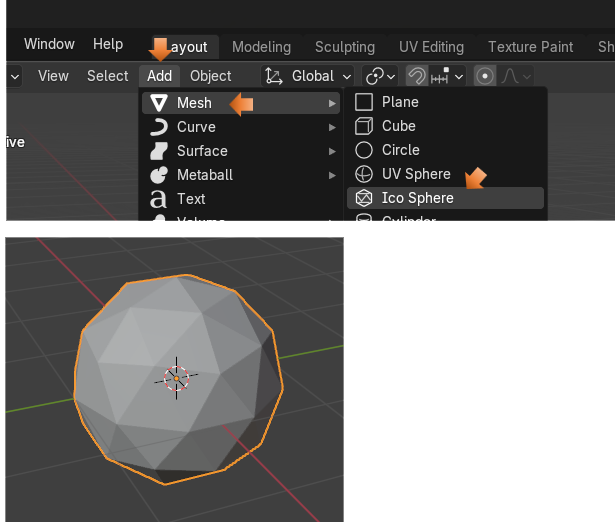 Window Help ayout Modeling Sculpting UV Editing Texture Paint Sh
View Select Add Object Global
Mesh
Curve
Surface
Metaball
Text
Volume
Plane
Cube
Circle
UV Sphere
Ico Sphere
Cylinder
ive